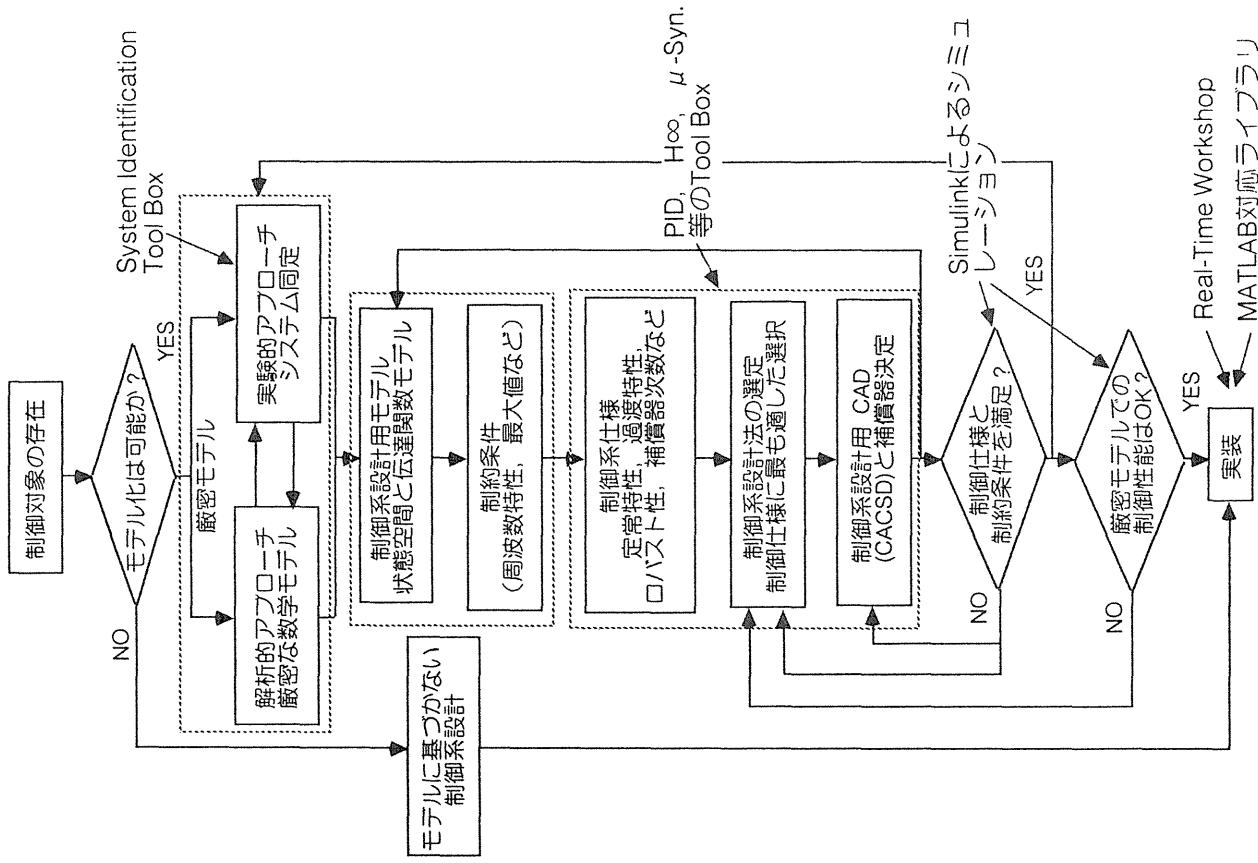 制御対象の存在
モデル化は可能か？
NO
YES
厳密モデル
System Identification
Tool Box
解析的アプローチ
厳密な数学モデル
実験的アプローチ
システム同定
モデルに基づかない
制御系設計
制御系設計用モデル
状態空間と伝達関数モデル
制約条件
(周波数特性，最大値など)
PID， H∞， μ-Syn.
等のTool Box
制御系仕様
定常特性，過渡特性，
ロバスト性，補償器次数など
制御系設計法の選定
制御仕様に最も適した選択
制御系設計用 CAD
(CACSD)と補償器決定
Simulinkによるシミュ
レーション
制御仕様と
制約条件を満足？
NO
YES
厳密モデルでの
制御性能はOK？
NO
YES
Real-Time Workshop
MATLAB対応ライブラリ
実装